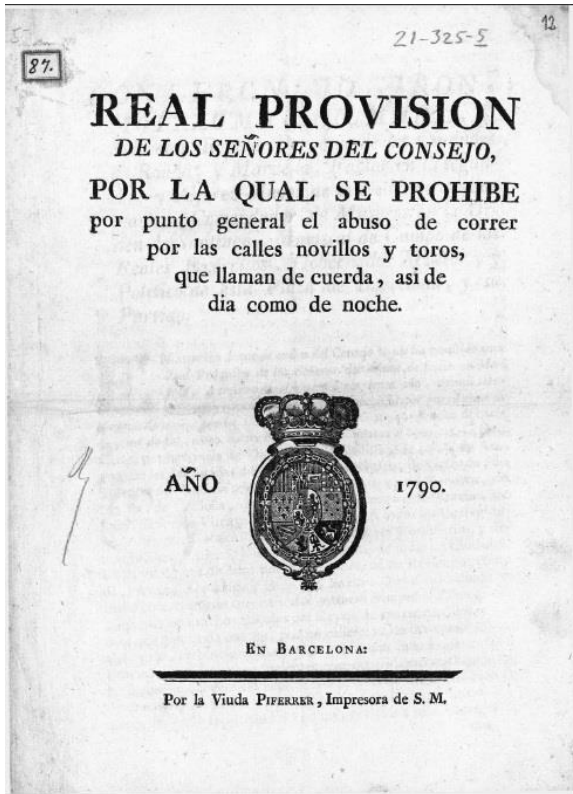 21-325-5
12
87.
REAL PROVISION
DE LOS SEÑORES DEL CONSEJO,
POR LA QUAL SE PROHIBE
por punto general el abuso de correr
por las calles novillos y toros,
que llaman de cuerda, asi de
dia como de noche.
AÑO 1790.
EN BARCELONA:
Por la Viuda PIFERRER, Impresora de S. M.